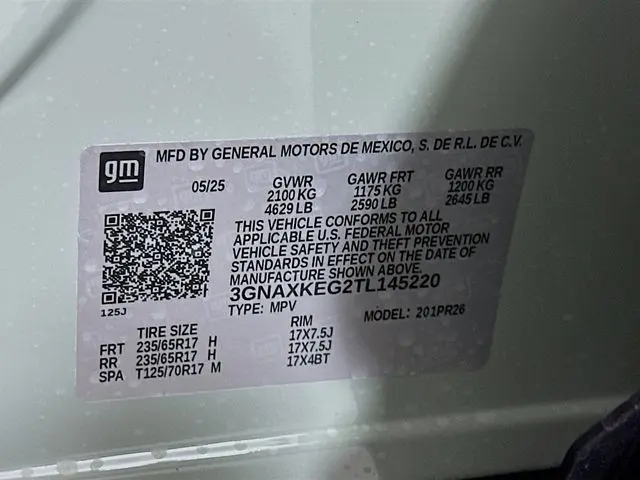 gm MFD BY GENERAL MOTORS DE MEXICO, S. DE R.L. DE C.V.
05/25 GVWR GAWR FRT GAWR RR
2100 KG 1175 KG 1200 KG
4629 LB 2590 LB 2645 LB
THIS VEHICLE CONFORMS TO ALL
APPLICABLE U.S. FEDERAL MOTOR
VEHICLE SAFETY AND THEFT PREVENTION
STANDARDS IN EFFECT ON THE DATE OF
MANUFACTURE SHOWN ABOVE.
3GNAXKEG2TL145220
125J TYPE: MPV MODEL: 201PR26
TIRE SIZE RIM
FRT 235/65R17 H 17X7.5J
RR 235/65R17 H 17X7.5J
SPA T125/70R17 M 17X4BT